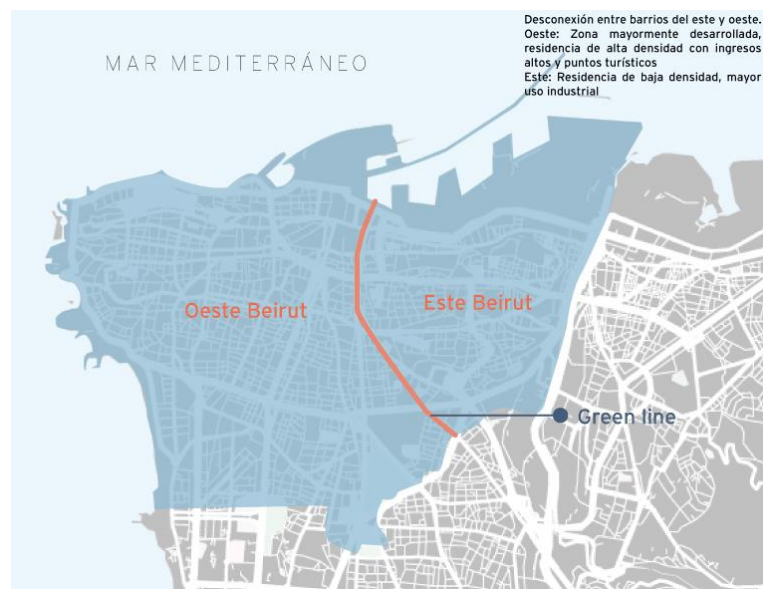 Desconexión entre barrios del este y oeste.
Oeste: Zona mayormente desarrollada,
residencia de alta densidad con ingresos
altos y puntos turísticos
Este: Residencia de baja densidad, mayor
uso industrial
MAR MEDITERRÁNEO
Oeste Beirut
Este Beirut
Green line